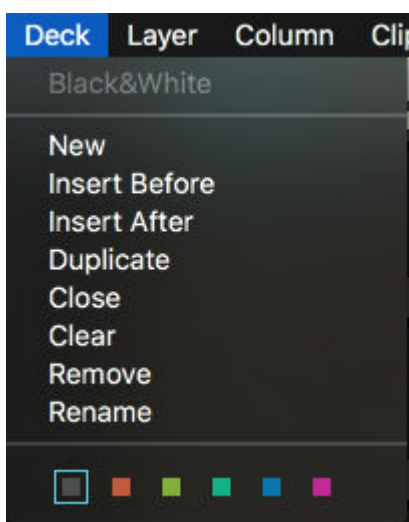 Deck Layer Column
Black&White
New
Insert Before
Insert After
Duplicate
Close
Clear
Remove
Rename